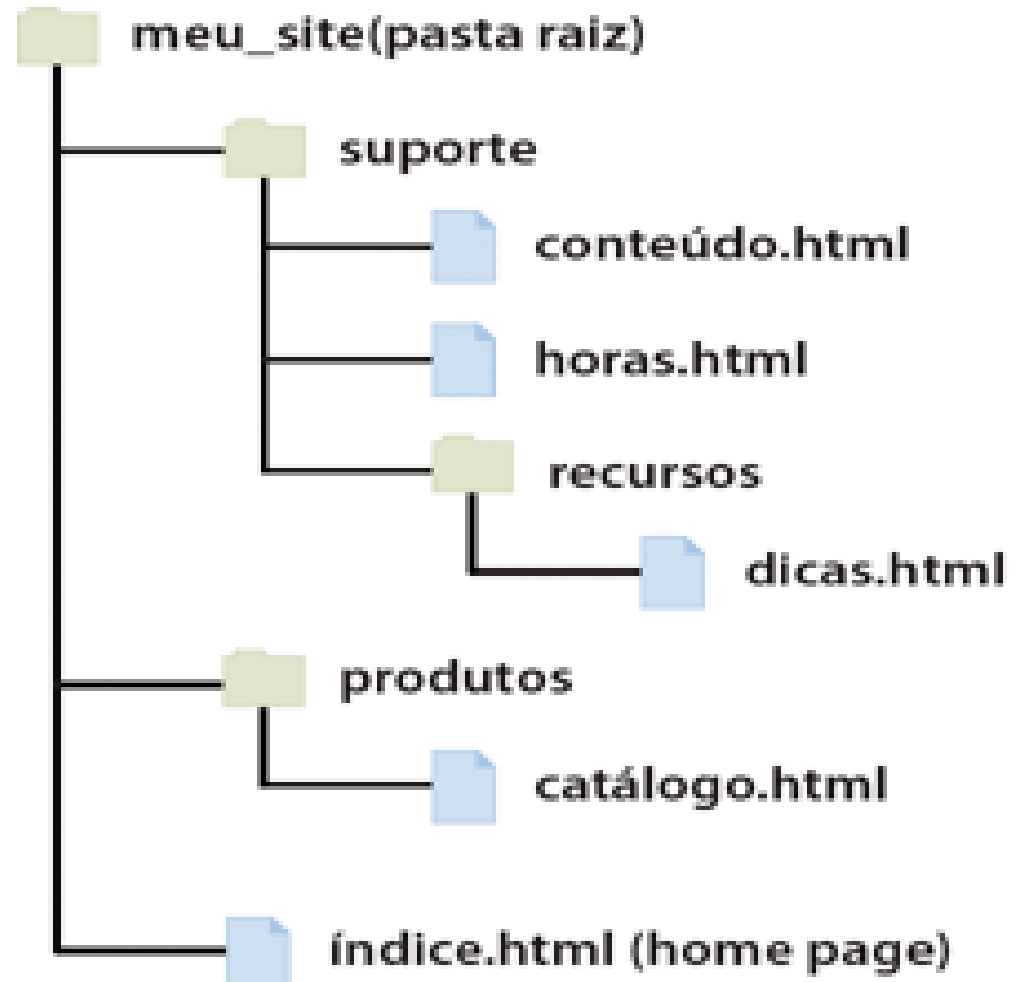 meu_site(pasta raiz)
suporte
conteúdo.html
horas.html
recursos
dicas.html
produtos
catálogo.html
índice.html (home page)